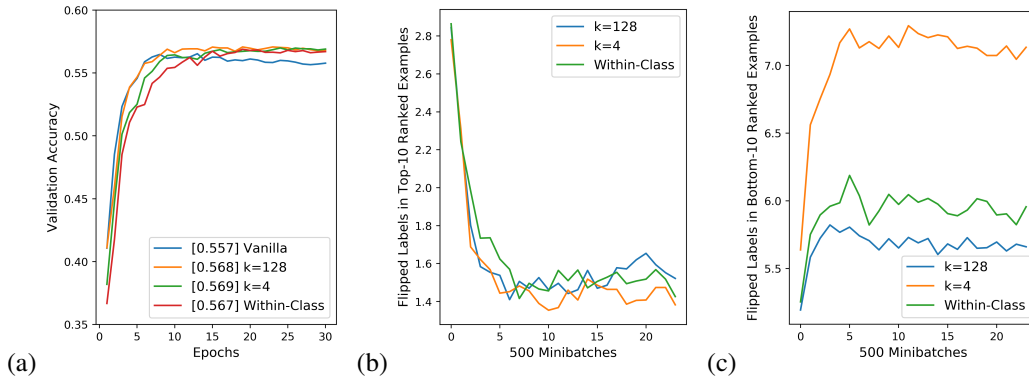 (a)
Validation Accuracy
0.60
0.55
0.50
0.45
0.40
0.35
0 5 10 15 20 25 30
Epochs
[0.557] Vanilla
[0.568] k=128
[0.569] k=4
[0.567] Within-Class
(b)
Flipped Labels in Top-10 Ranked Examples
2.8
2.6
2.4
2.2
2.0
1.8
1.6
1.4
0 5 10 15 20
500 Minibatches
k=128
k=4
Within-Class
(c)
Flipped Labels in Bottom-10 Ranked Examples
7.0
6.5
6.0
5.5
0 5 10 15 20
500 Minibatches
k=128
k=4
Within-Class